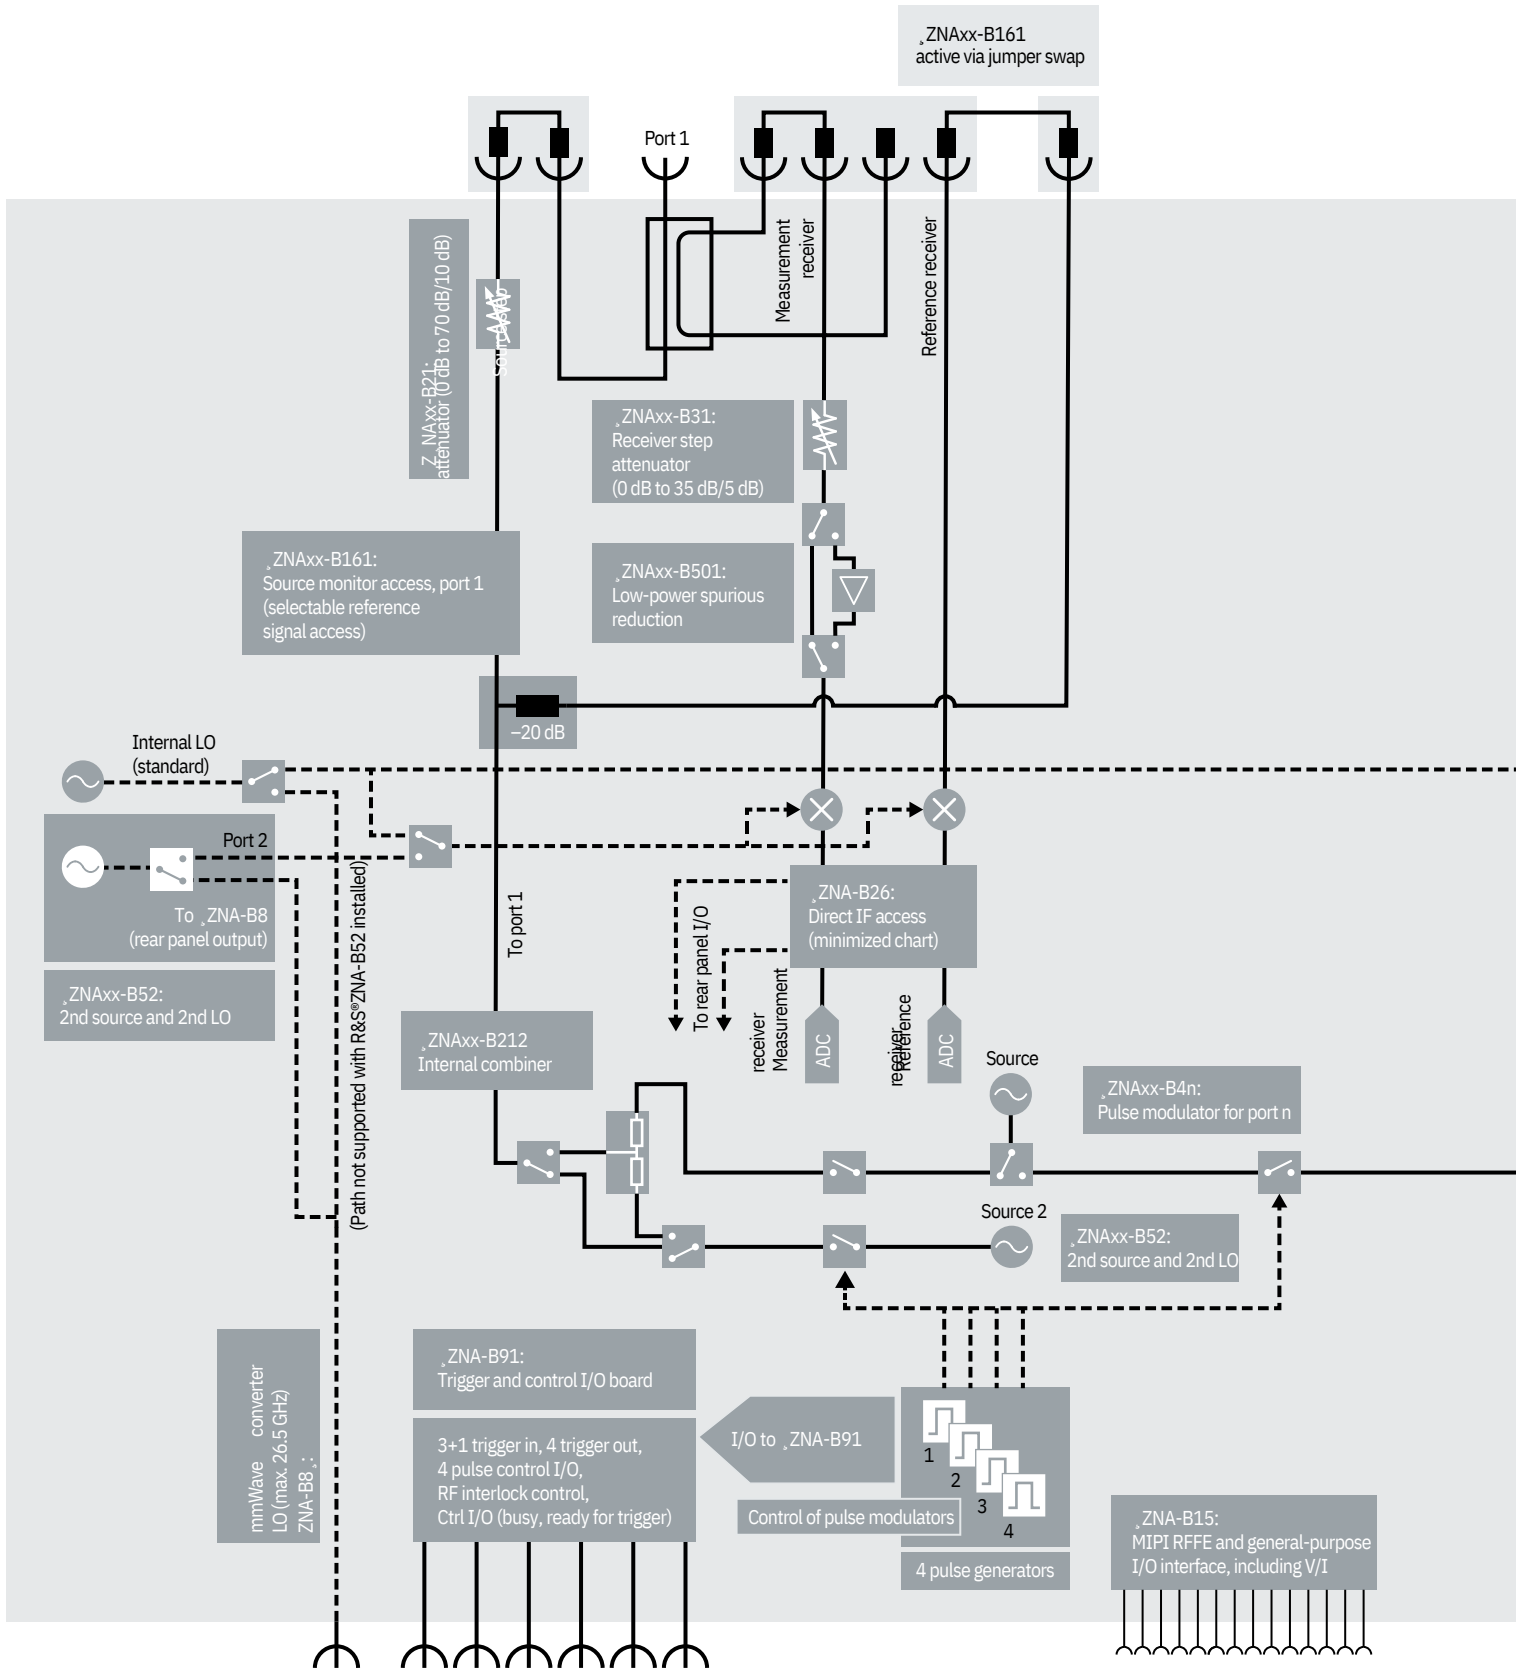 ¸ZNAxx-B161
active via jumper swap
Port 1
Measurement
receiver
Reference receiver
Z¸NAxx-B21:
Source step
attenuator (0 dB to 70 dB/10 dB)
¸ZNAxx-B31:
Receiver step
attenuator
(0 dB to 35 dB/5 dB)
¸ZNAxx-B161:
Source monitor access, port 1
(selectable reference
signal access)
¸ZNAxx-B501:
Low-power spurious
reduction
–20 dB
Internal LO
(standard)
Port 2
To ¸ZNA-B8
(rear panel output)
¸ZNAxx-B52:
2nd source and 2nd LO
(Path not supported with R&S®ZNA-B52 installed)
To port 1
¸ZNA-B26:
Direct IF access
(minimized chart)
To rear panel I/O
Measurement
receiver
ADC
Reference
receiver
ADC
¸ZNAxx-B212
Internal combiner
Source
¸ZNAxx-B4n:
Pulse modulator for port n
Source 2
¸ZNAxx-B52:
2nd source and 2nd LO
ZNA-B8¸:
LO (max. 26.5 GHz)
mmWave converter
¸ZNA-B91:
Trigger and control I/O board
3+1 trigger in, 4 trigger out,
4 pulse control I/O,
RF interlock control,
Ctrl I/O (busy, ready for trigger)
I/O to ¸ZNA-B91
1
2
3
4
Control of pulse modulators
4 pulse generators
¸ZNA-B15:
MIPI RFFE and general-purpose
I/O interface, including V/I